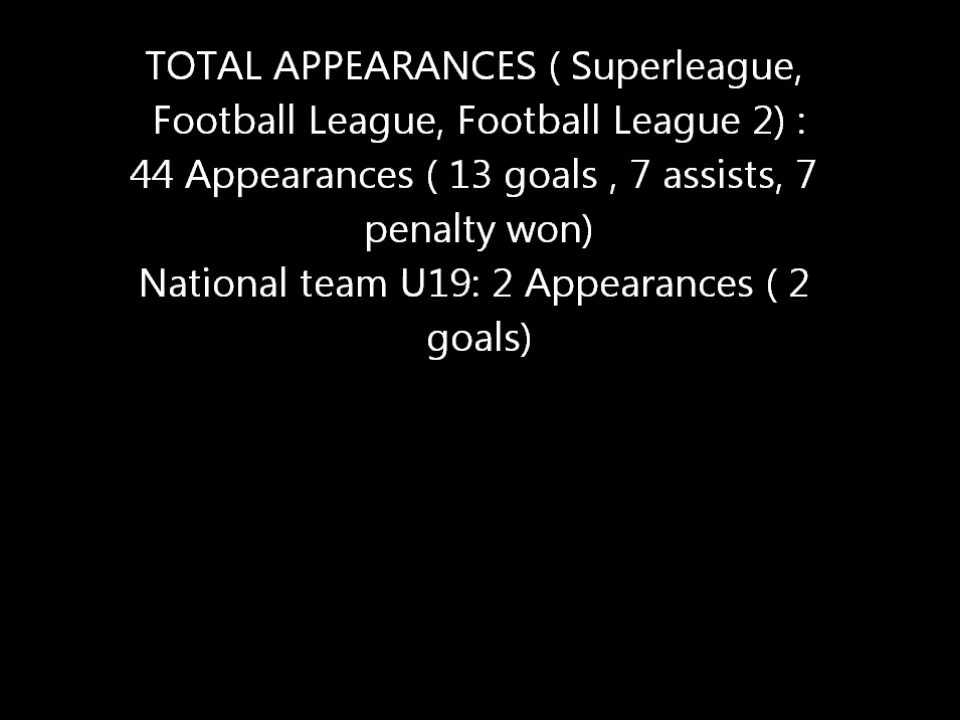 TOTAL APPEARANCES ( Superleague,
Football League, Football League 2) :
44 Appearances ( 13 goals , 7 assists, 7
penalty won)
National team U19: 2 Appearances ( 2
goals)